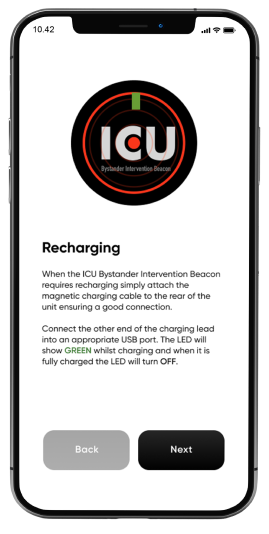 10.42
ICU
Bystander Intervention Beacon
Recharging
When the ICU Bystander Intervention Beacon
requires recharging simply attach the
magnetic charging cable to the rear of the
unit ensuring a good connection.
Connect the other end of the charging lead
into an appropriate USB port. The LED will
show GREEN whilst charging and when it is
fully charged the LED will turn OFF.
Back
Next